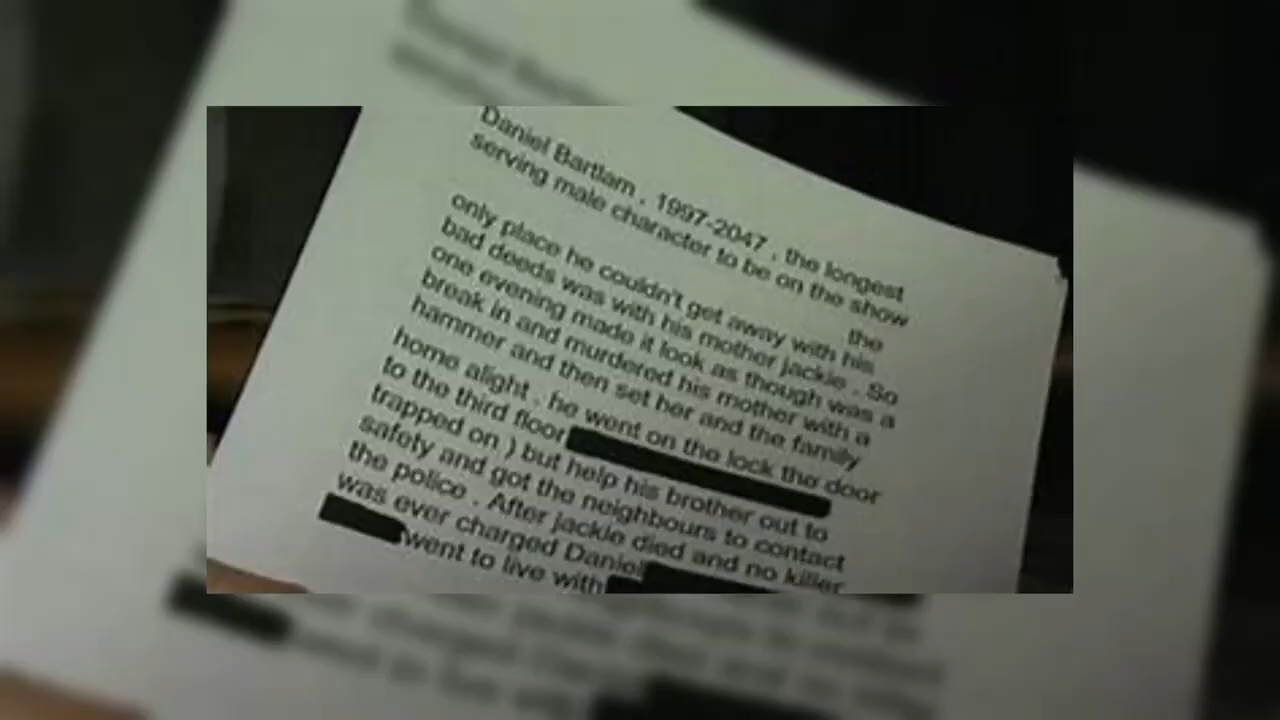 Daniel Bartlam , 1997-2047 , the longest
serving male character to be on the show
the
only place he couldn't get away with his
bad deeds was with his mother jackie . So
one evening made it look as though was a
break in and murdered his mother with a
hammer and then set her and the family
home alight . he went on the lock the door
to the third floor
trapped on ) but help his brother out to
safety and got the neighbours to contact
the police . After jackie died and no killer
was ever charged Daniel
went to live with